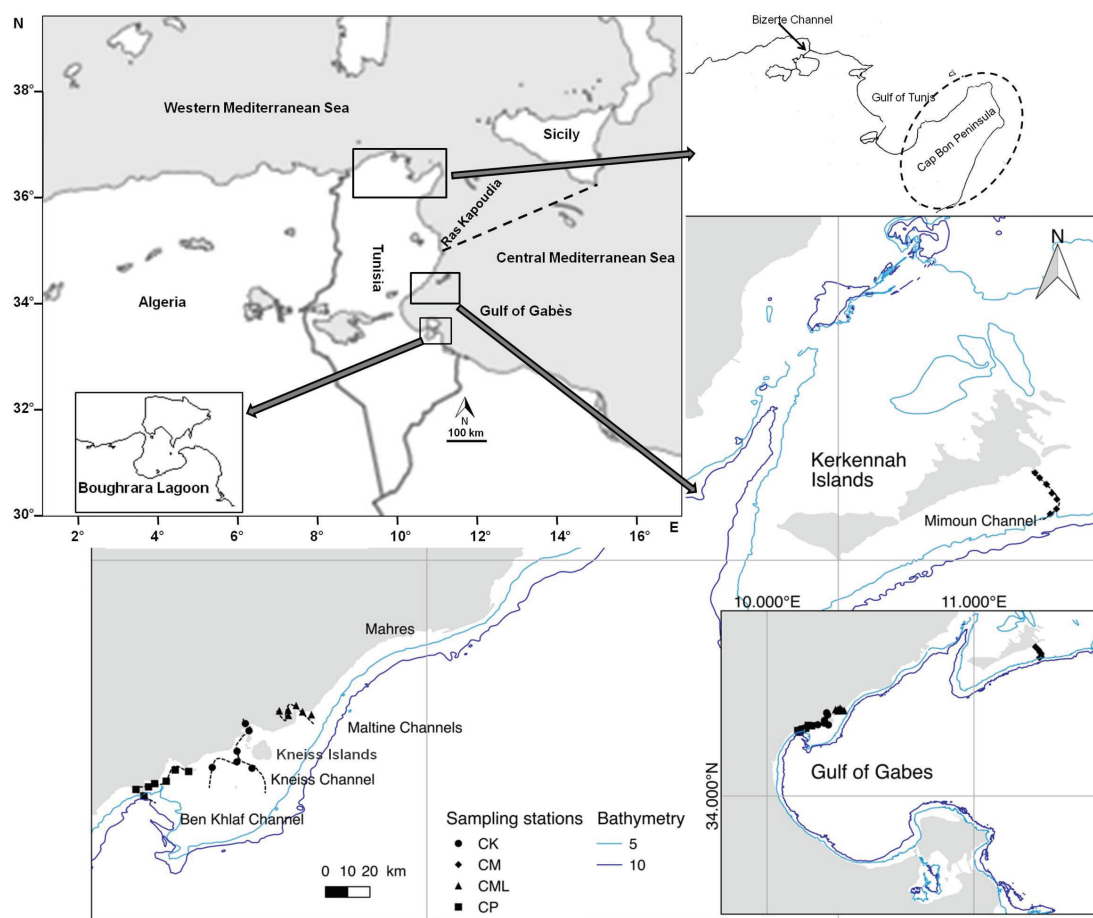 N
38°
36°
34°
32°
30°
2°
4°
6°
8°
10°
12°
14°
16°
E
Western Mediterranean Sea
Sicily
Ras Kapoudia
Central Mediterranean Sea
Tunisia
Algeria
Gulf of Gabès
N
100 km
Boughrara Lagoon
Bizerte Channel
Gulf of Tunis
Cap Bon Peninsula
N
Kerkennah
Islands
Mimoun Channel
Mahres
Maltine Channels
Kneiss Islands
Kneiss Channel
Ben Khlaf Channel
0 10 20 km
Sampling stations
CK
CM
CML
CP
Bathymetry
5
10
10.000°E
11.000°E
34.000°N
Gulf of Gabes